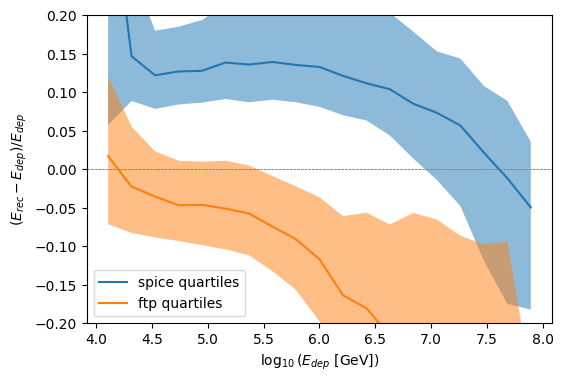 0.20
0.15
0.10
0.05
0.00
−0.05
−0.10
−0.15
−0.20
(E_rec − E_dep)/E_dep
spice quartiles
ftp quartiles
4.0 4.5 5.0 5.5 6.0 6.5 7.0 7.5 8.0
log₁₀(E_dep [GeV])